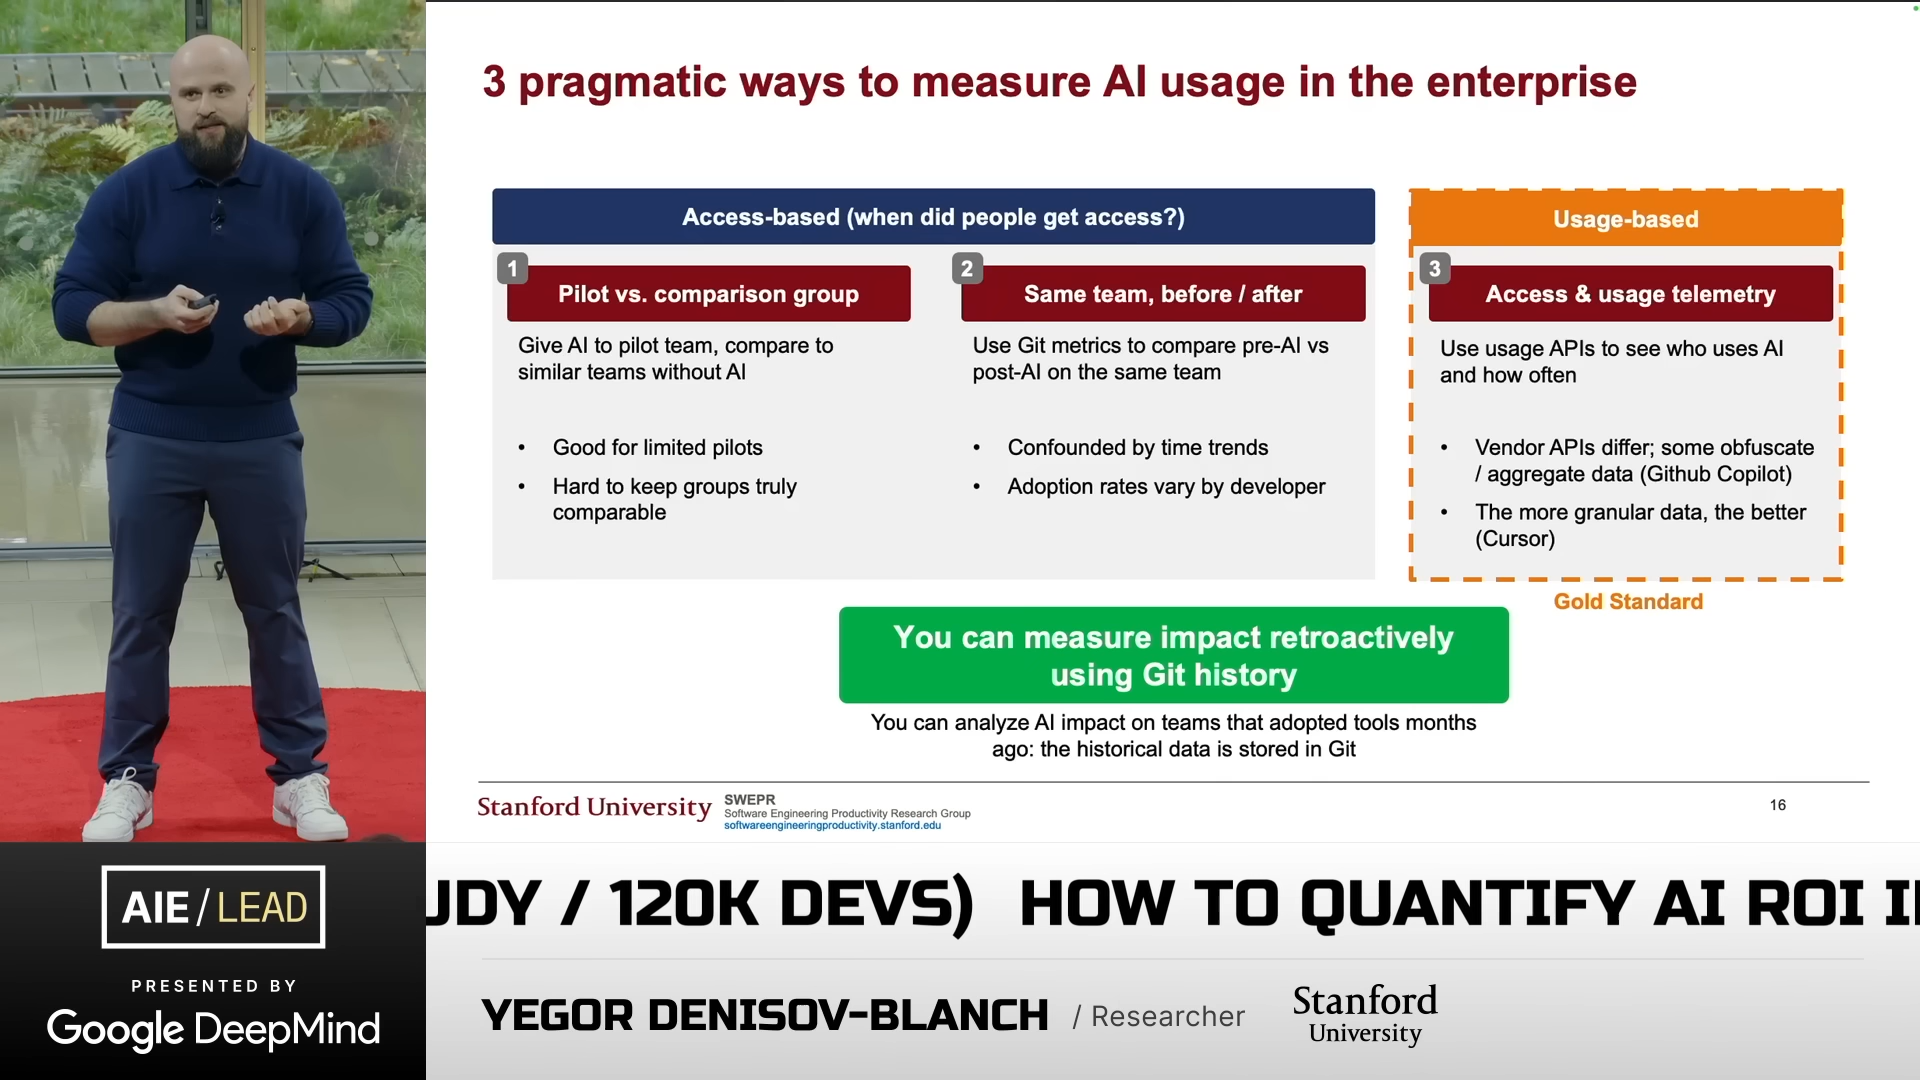 3 pragmatic ways to measure AI usage in the enterprise
Access-based (when did people get access?)
1
Pilot vs. comparison group
Give AI to pilot team, compare to
similar teams without AI
• Good for limited pilots
• Hard to keep groups truly
comparable
2
Same team, before / after
Use Git metrics to compare pre-AI vs
post-AI on the same team
• Confounded by time trends
• Adoption rates vary by developer
Usage-based
3
Access & usage telemetry
Use usage APIs to see who uses AI
and how often
• Vendor APIs differ; some obfuscate
/ aggregate data (Github Copilot)
• The more granular data, the better
(Cursor)
Gold Standard
You can measure impact retroactively
using Git history
You can analyze AI impact on teams that adopted tools months
ago: the historical data is stored in Git
Stanford University
SWEPR
Software Engineering Productivity Research Group
softwareengineeringproductivity.stanford.edu
16
AIE/LEAD
PRESENTED BY
Google DeepMind
UDY / 120K DEVS) HOW TO QUANTIFY AI ROI I
YEGOR DENISOV-BLANCH / Researcher
Stanford
University